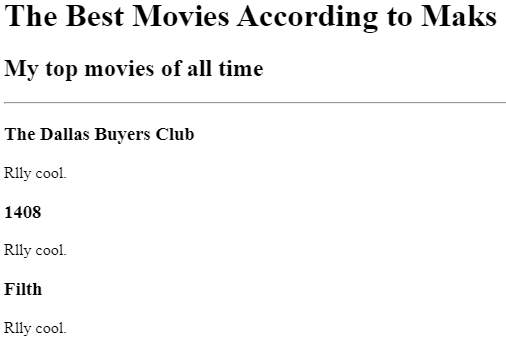 The Best Movies According to Maks
My top movies of all time
The Dallas Buyers Club
Rlly cool.
1408
Rlly cool.
Filth
Rlly cool.